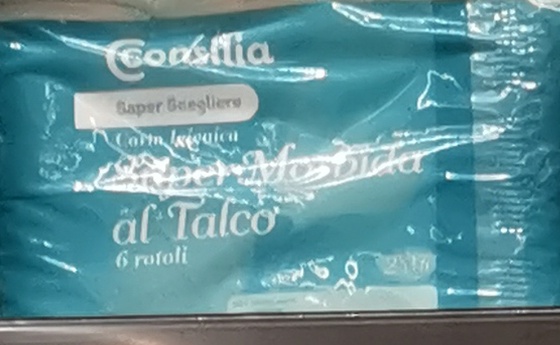 Consilia
Saper Scegliere
Carta Igienica
Super Morbida
al Talco
6 rotoli